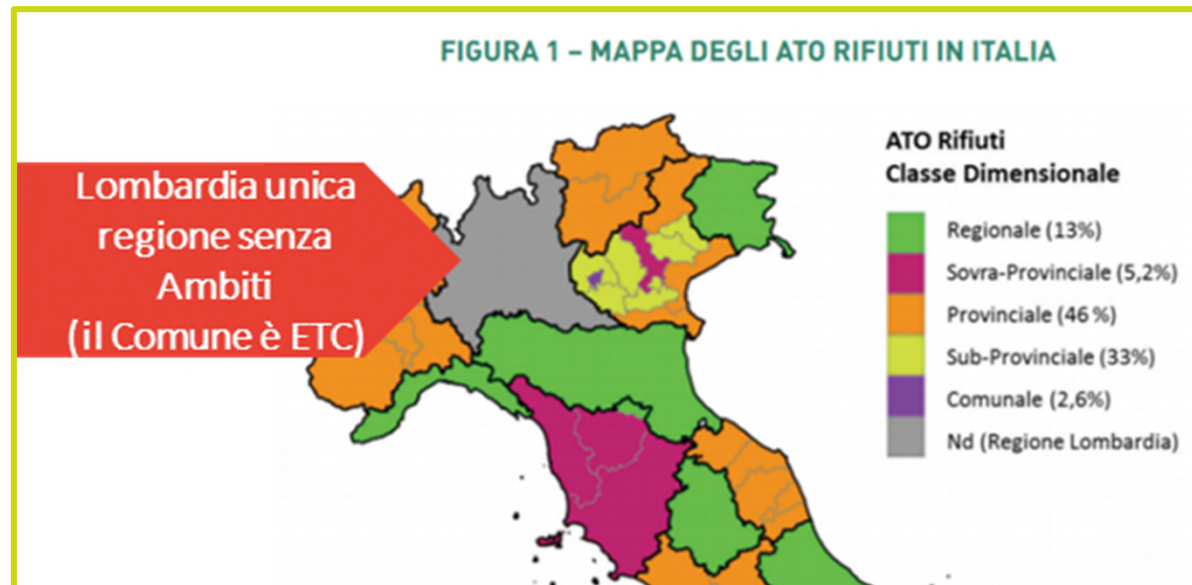 FIGURA 1 – MAPPA DEGLI ATO RIFIUTI IN ITALIA
Lombardia unica
regione senza
Ambiti
(il Comune è ETC)
ATO Rifiuti
Classe Dimensionale
Regionale (13%)
Sovra-Provinciale (5,2%)
Provinciale (46 %)
Sub-Provinciale (33%)
Comunale (2,6%)
Nd (Regione Lombardia)